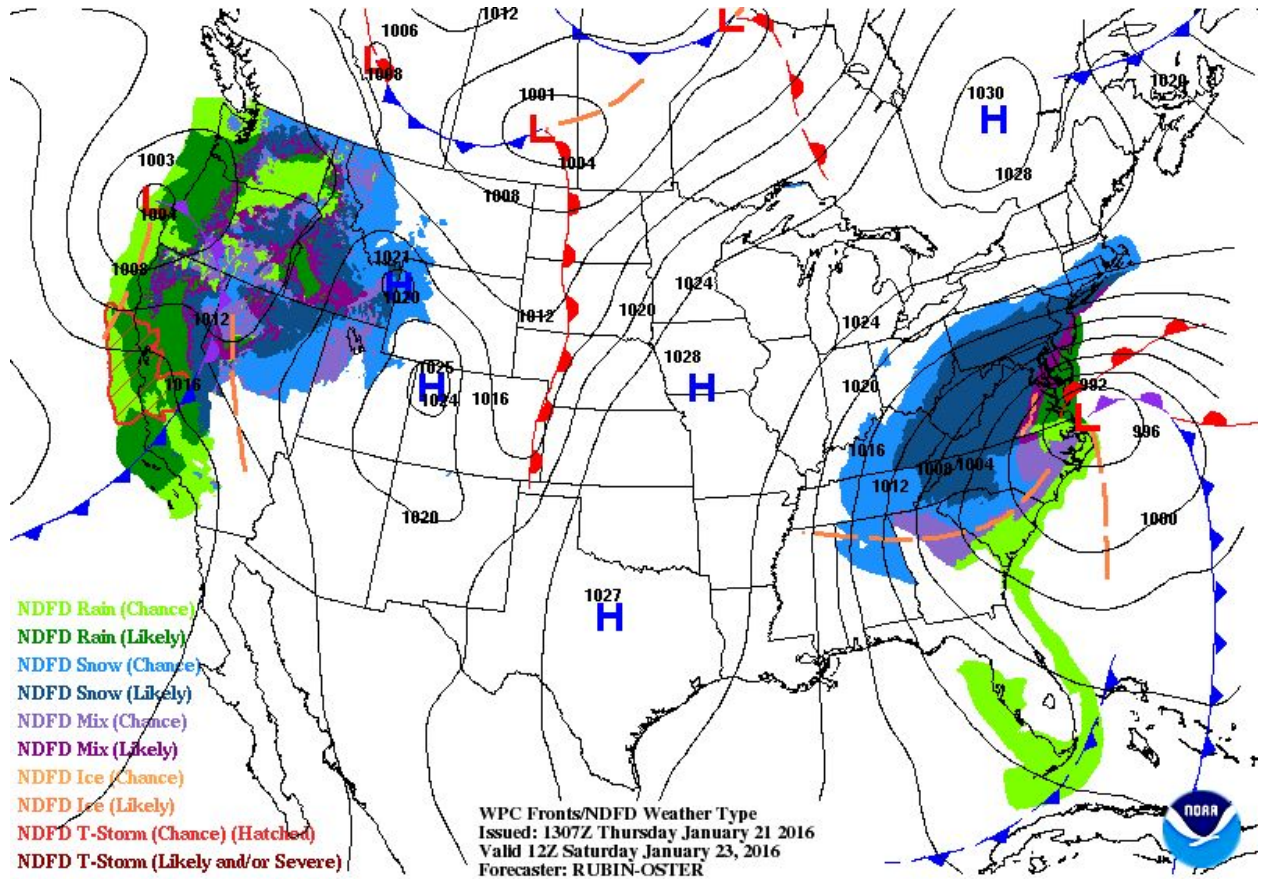 1012
1006
L
L
1008
1001
L
1004
1030
H
1028
1020
1003
L
1004
1008
1008
1021
H
1020
1012
1012
1020
1024
1024
1028
H
1025
H
1024
1016
1016
1020
1020
992
L
996
1016
1008
1004
1012
1000
1027
H
NDFD Rain (Chance)
NDFD Rain (Likely)
NDFD Snow (Chance)
NDFD Snow (Likely)
NDFD Mix (Chance)
NDFD Mix (Likely)
NDFD Ice (Chance)
NDFD Ice (Likely)
NDFD T-Storm (Chance) (Hatched)
NDFD T-Storm (Likely and/or Severe)
WPC Fronts/NDFD Weather Type
Issued: 1307Z Thursday January 21 2016
Valid 12Z Saturday January 23, 2016
Forecaster: RUBIN-OSTER
NOAA